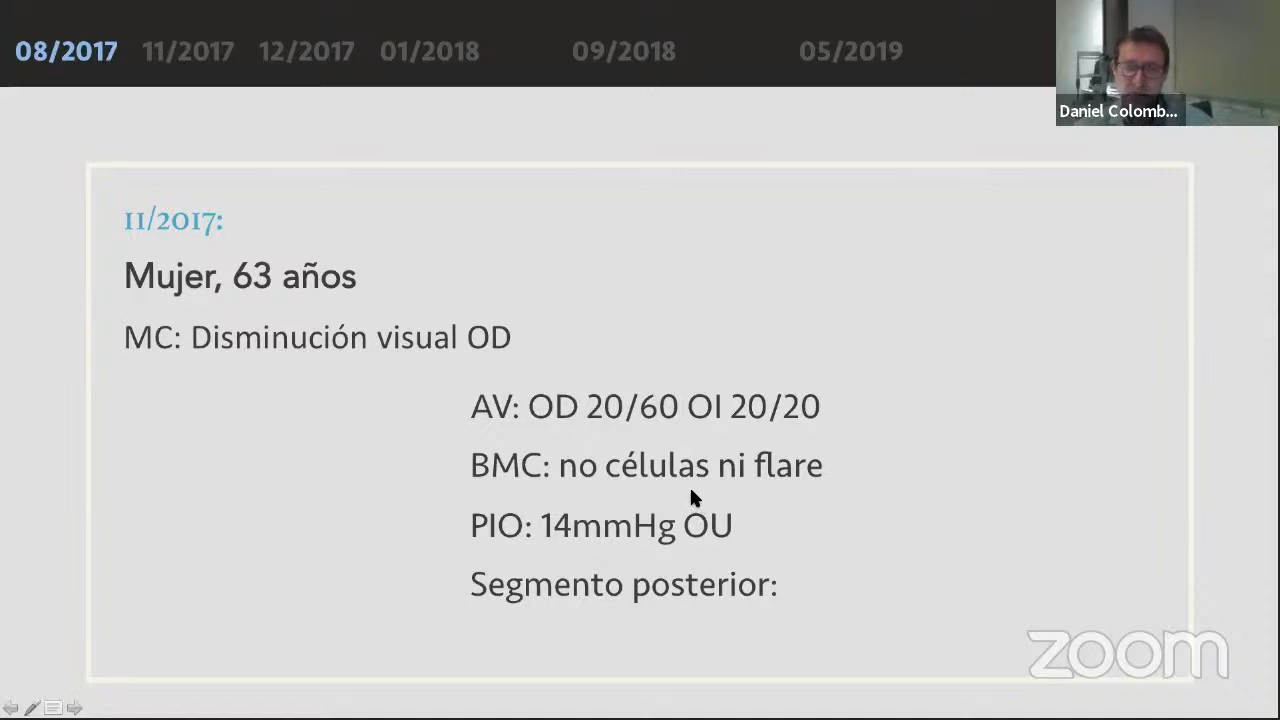 08/2017 11/2017 12/2017 01/2018 09/2018 05/2019
Daniel Colomb...
11/2017:
Mujer, 63 años
MC: Disminución visual OD
AV: OD 20/60 OI 20/20
BMC: no células ni flare
PIO: 14mmHg OU
Segmento posterior:
zoom